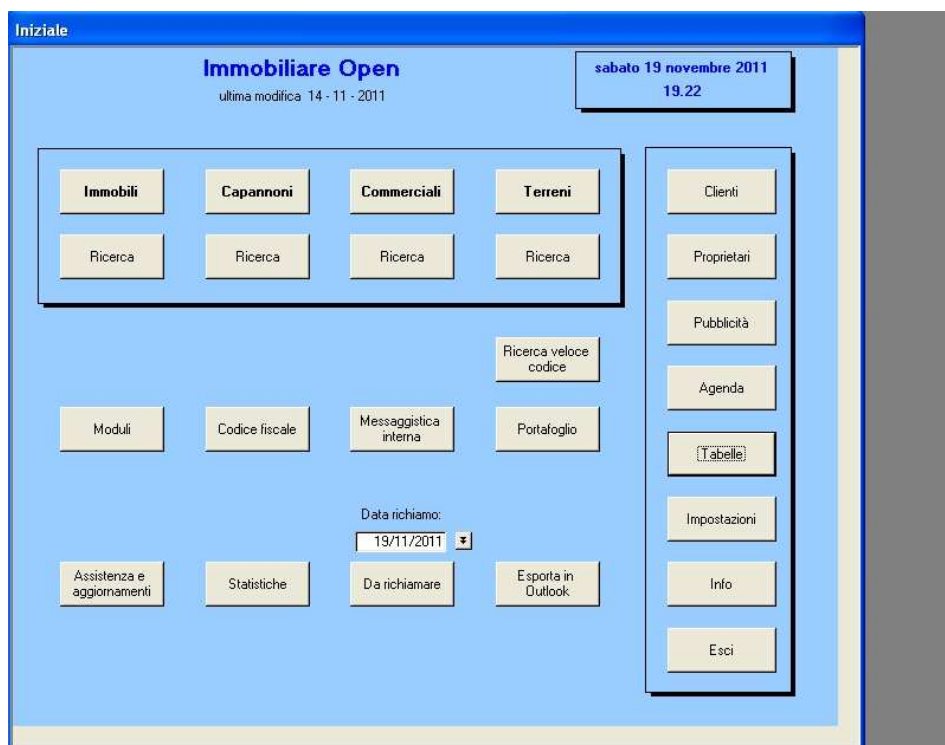 Iniziale
Immobiliare Open
ultima modifica 14 - 11 - 2011
sabato 19 novembre 2011
19.22
Immobili
Capannoni
Commerciali
Terreni
Ricerca
Ricerca
Ricerca
Ricerca
Ricerca veloce
codice
Moduli
Codice fiscale
Messaggistica
interna
Portafoglio
Data richiamo:
19/11/2011
Assistenza e
aggiornamenti
Statistiche
Da richiamare
Esporta in
Outlook
Clienti
Proprietari
Pubblicità
Agenda
Tabelle
Impostazioni
Info
Esci